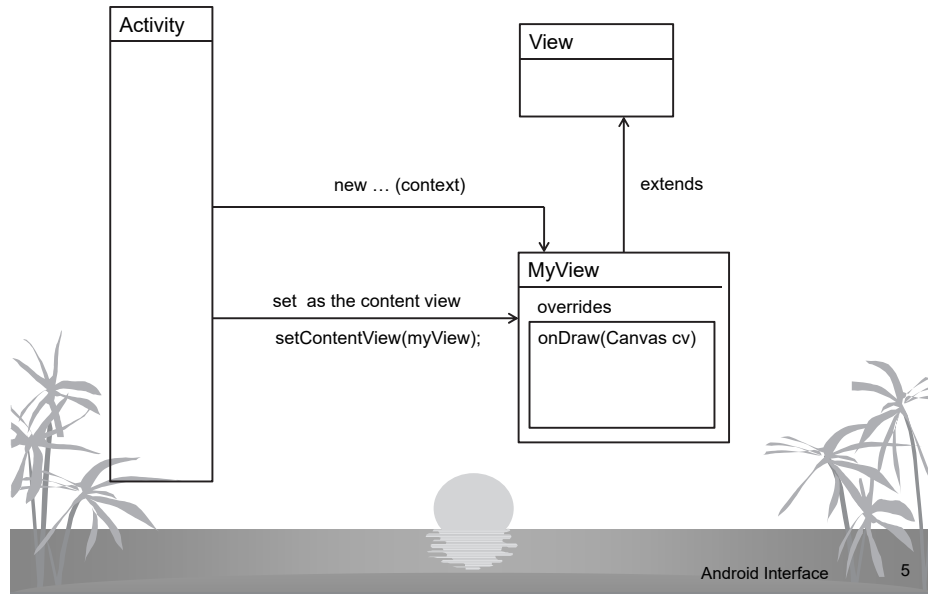 Activity
View
new … (context)
extends
MyView
set as the content view
overrides
setContentView(myView);
onDraw(Canvas cv)
Android Interface
5